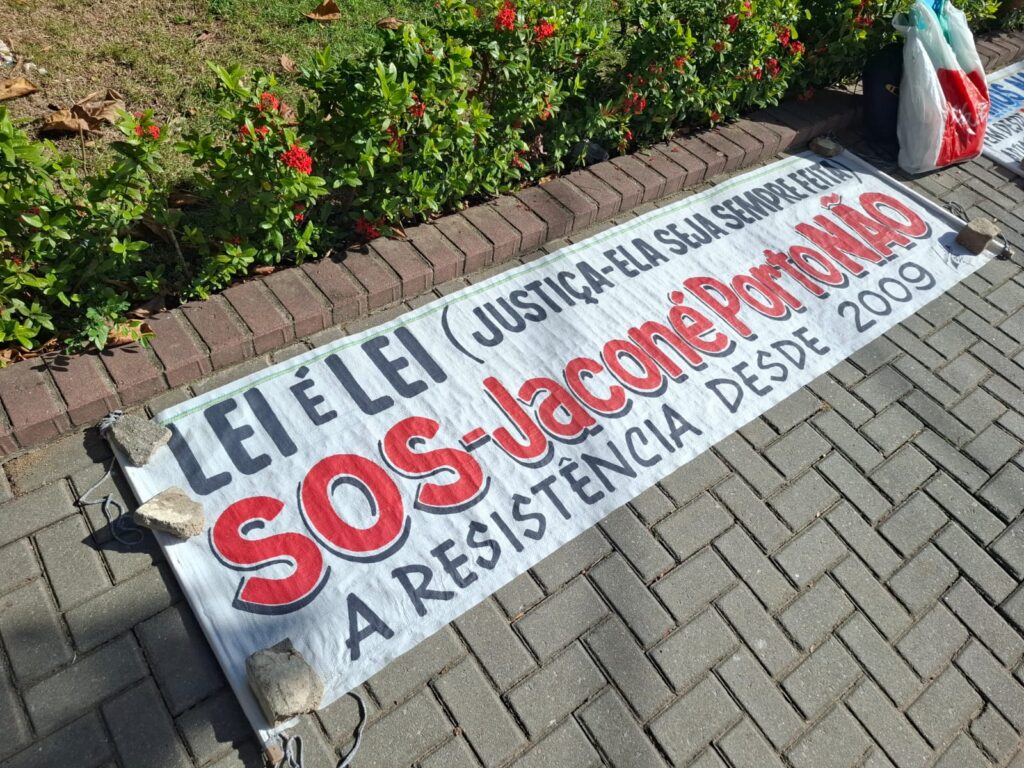 LEI É LEI (JUSTIÇA-ELA SEJA SEMPRE FEITA)
SOS-JaconéPortoNÃO
A RESISTÊNCIA DESDE 2009